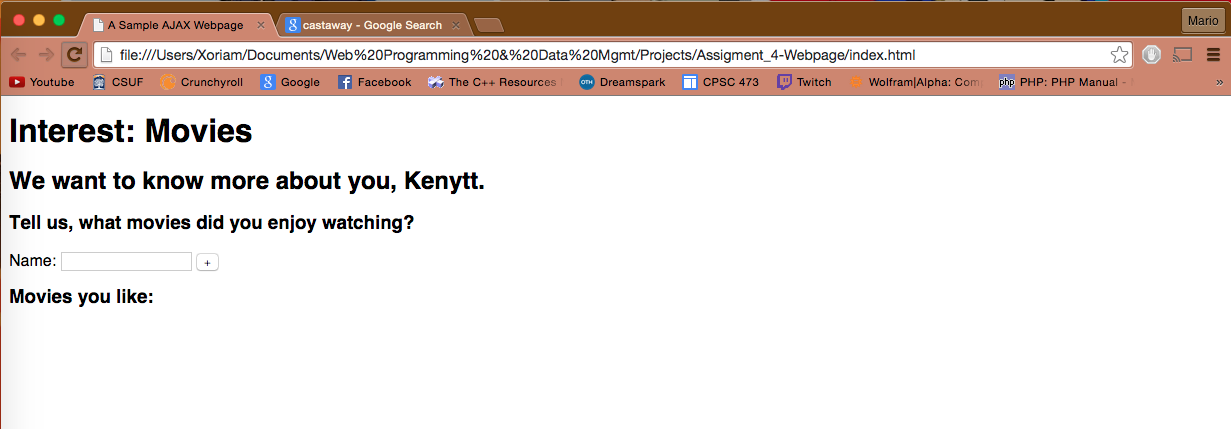 A Sample AJAX Webpage
castaway - Google Search
Mario
file:///Users/Xoriam/Documents/Web%20Programming%20&%20Data%20Mgmt/Projects/Assigment_4-Webpage/index.html
Youtube CSUF Crunchyroll Google Facebook The C++ Resources Dreamspark CPSC 473 Twitch Wolfram|Alpha: Com PHP: PHP Manual - »
Interest: Movies
We want to know more about you, Kenytt.
Tell us, what movies did you enjoy watching?
Name: +
Movies you like: